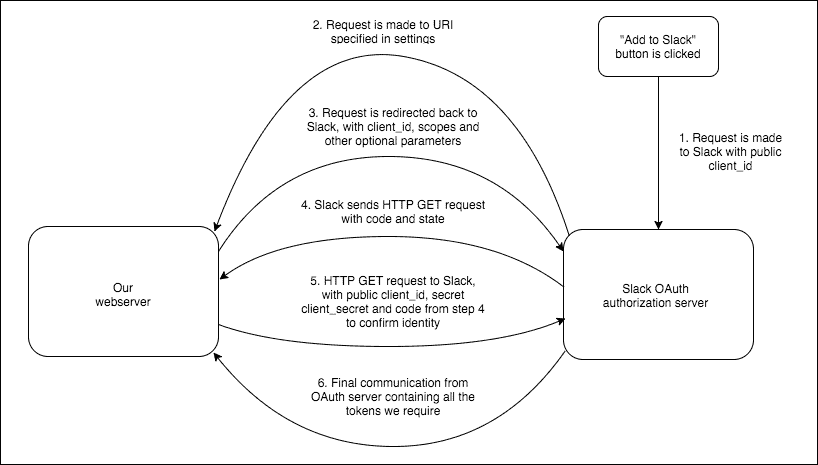 2. Request is made to URI
specified in settings
"Add to Slack"
button is clicked
3. Request is redirected back to
Slack, with client_id, scopes and
other optional parameters
1. Request is made
to Slack with public
client_id
4. Slack sends HTTP GET request
with code and state
Our
webserver
5. HTTP GET request to Slack,
with public client_id, secret
client_secret and code from step 4
to confirm identity
Slack OAuth
authorization server
6. Final communication from
OAuth server containing all the
tokens we require